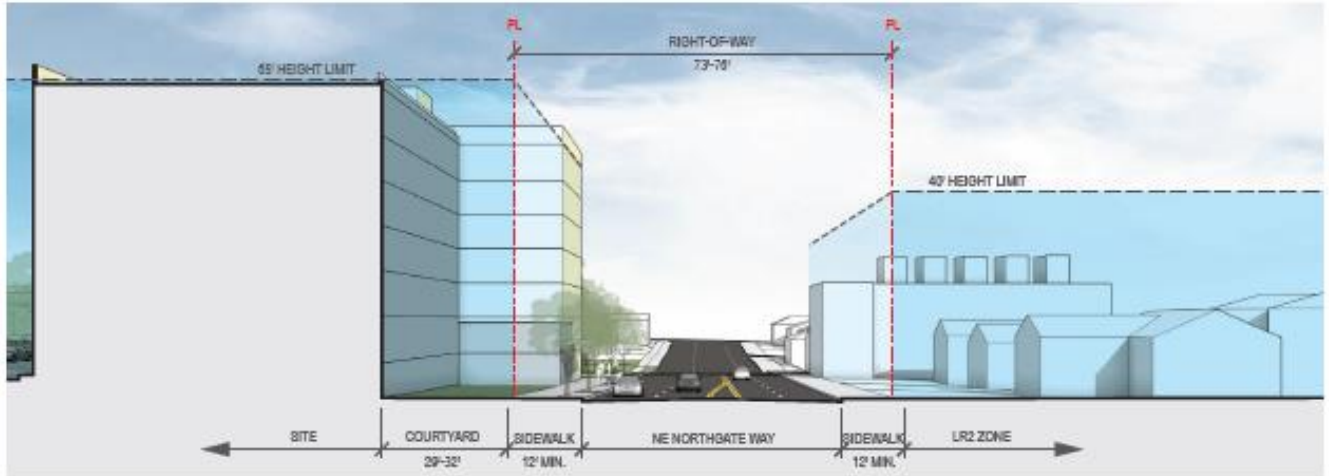 PL
PL
RIGHT-OF-WAY
73'-76'
65' HEIGHT LIMIT
40' HEIGHT LIMIT
SITE
COURTYARD
SIDEWALK
NE NORTHGATE WAY
SIDEWALK
LR2 ZONE
29'-32'
12' MIN.
12' MIN.